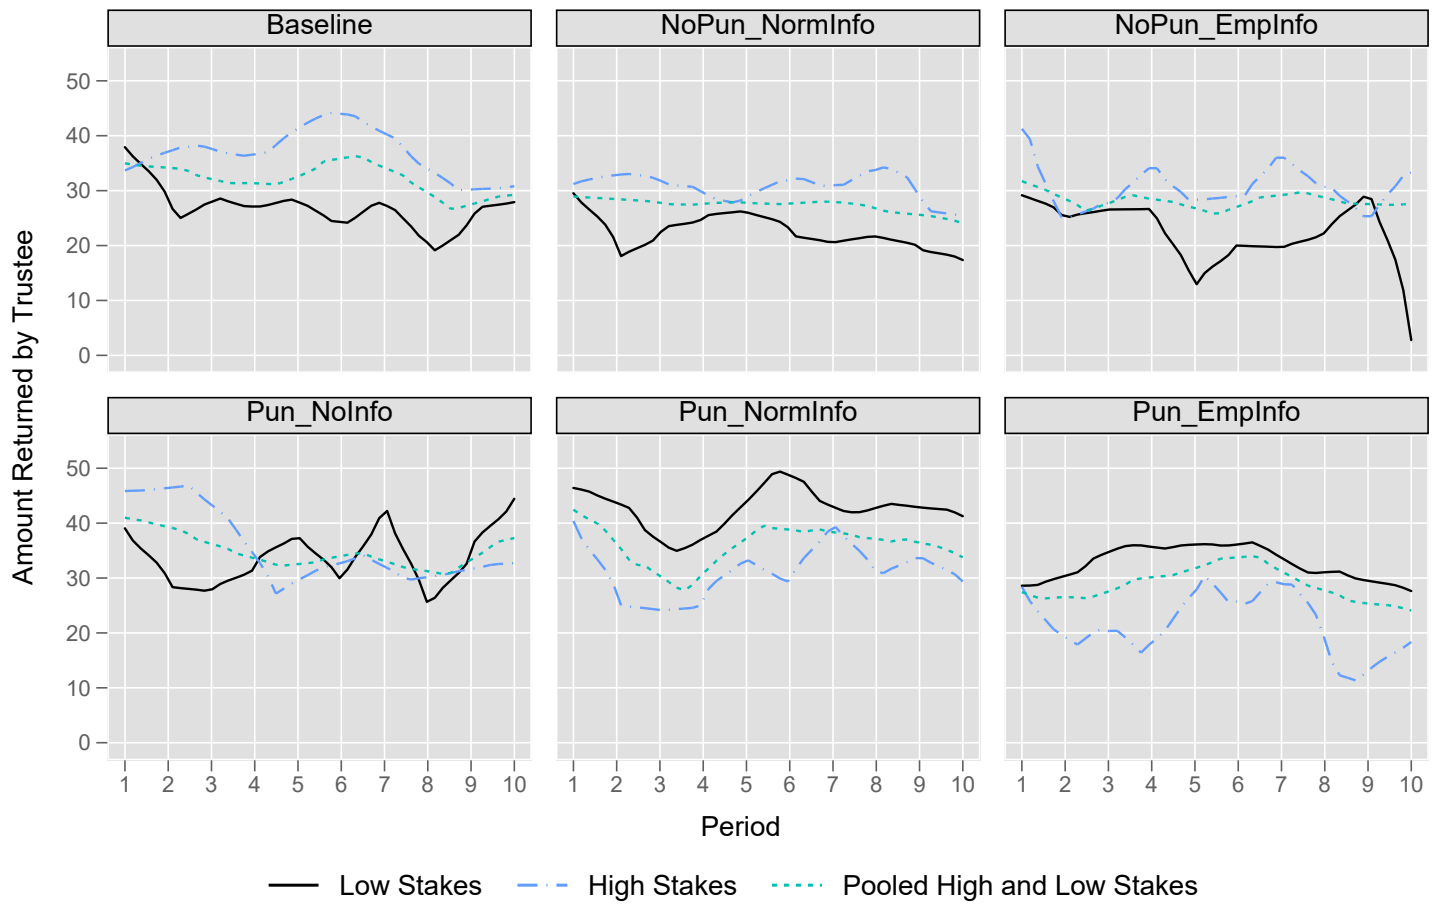 Baseline NoPun_NormInfo NoPun_EmpInfo
50
40
30
20
10
0
Pun_NoInfo Pun_NormInfo Pun_EmpInfo
50
40
30
20
10
0
1 2 3 4 5 6 7 8 9 10 1 2 3 4 5 6 7 8 9 10 1 2 3 4 5 6 7 8 9 10
Amount Returned by Trustee
Period
Low Stakes High Stakes Pooled High and Low Stakes